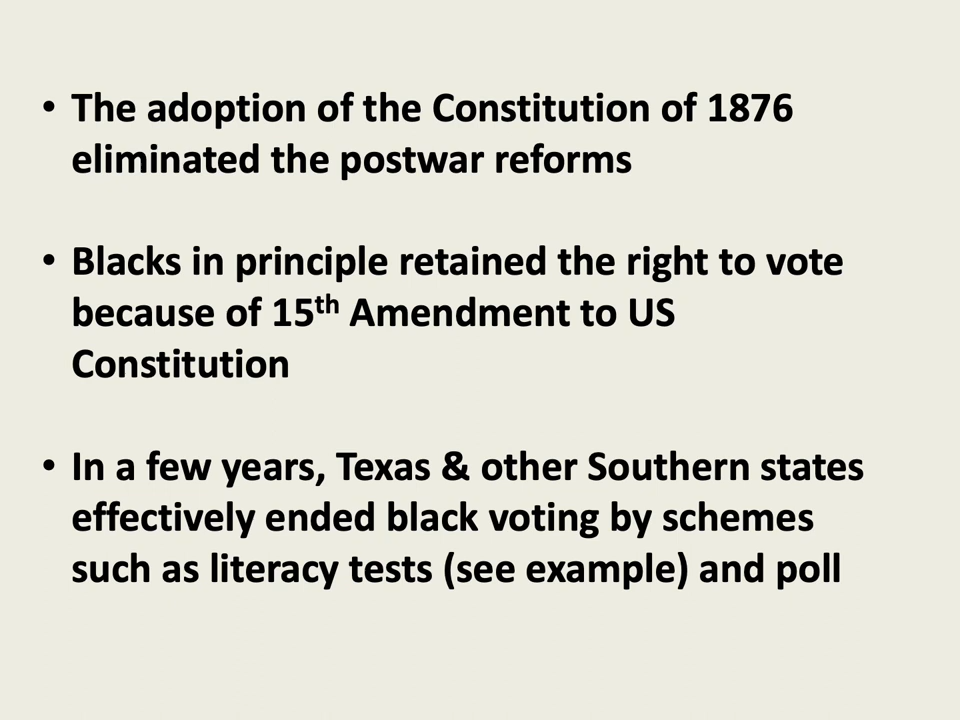 • The adoption of the Constitution of 1876
eliminated the postwar reforms
• Blacks in principle retained the right to vote
because of 15th Amendment to US
Constitution
• In a few years, Texas & other Southern states
effectively ended black voting by schemes
such as literacy tests (see example) and poll